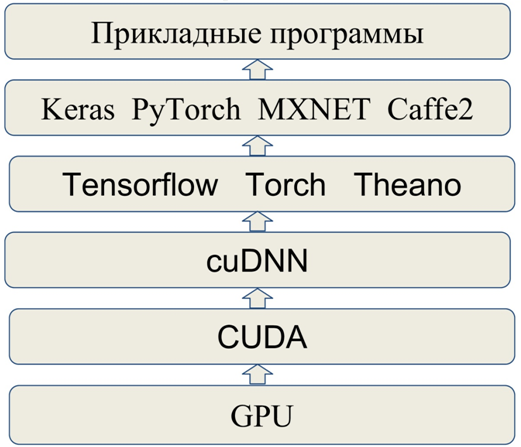 Прикладные программы
Keras PyTorch MXNET Caffe2
Tensorflow Torch Theano
cuDNN
CUDA
GPU